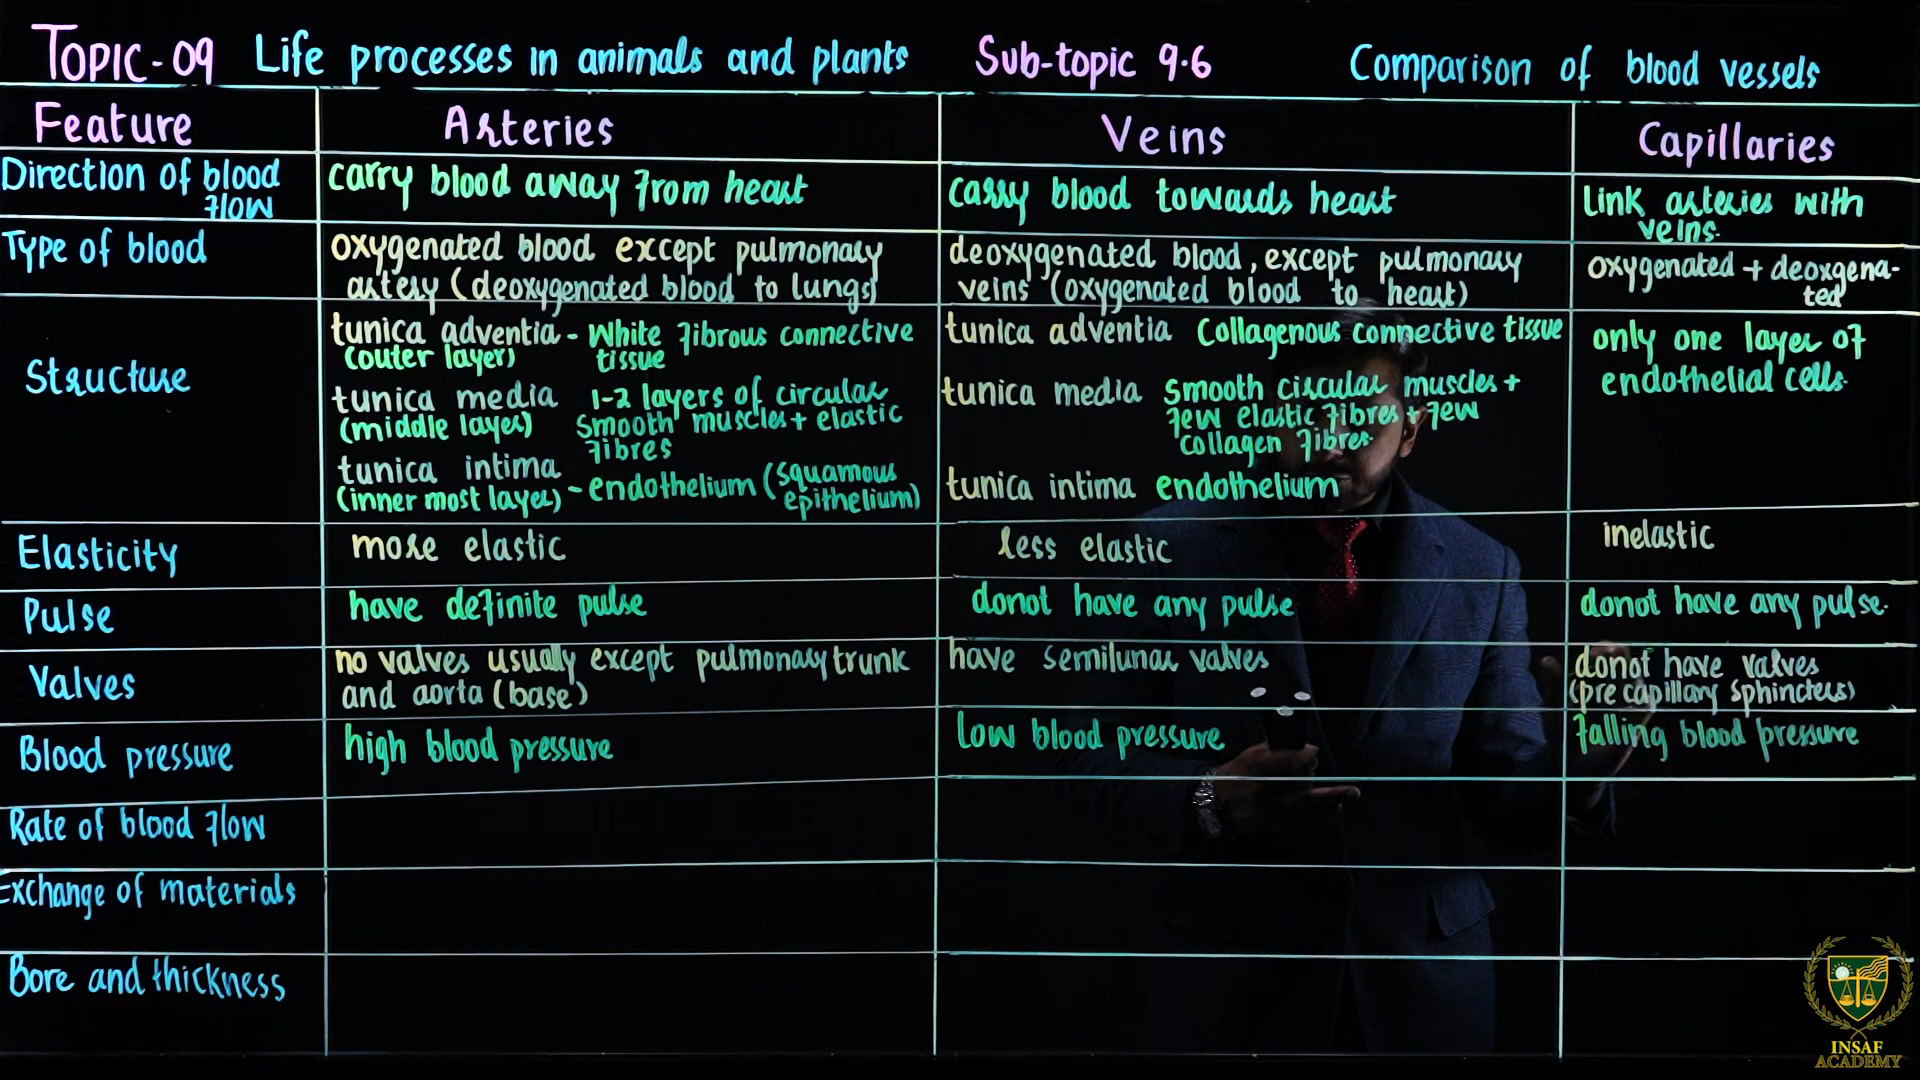 TOPIC-09 Life processes in animals and plants Sub-topic 9.6 Comparison of blood vessels
Feature Arteries Veins Capillaries
Direction of blood flow
carry blood away from heart
carry blood towards heart
Link arteries with
veins.
Type of blood
oxygenated blood except pulmonary
artery (deoxygenated blood to lungs)
deoxygenated blood, except pulmonary
veins (oxygenated blood to heart)
oxygenated + deoxgena-
ted
Structure
tunica adventia - White fibrous connective
(outer layer) tissue
tunica media 1-2 layers of circular
(middle layer) smooth muscles + elastic
fibres
tunica intima
(inner most layer) - endothelium (squamous
epithelium)
tunica adventia Collagenous connective tissue
tunica media smooth circular muscles +
few elastic fibres + few
collagen fibres.
tunica intima endothelium
only one layer of
endothelial cells.
Elasticity
more elastic
less elastic
inelastic
Pulse
have definite pulse
donot have any pulse
donot have any pulse.
Valves
no valves usually except pulmonary trunk
and aorta (base)
have semilunar valves
donot have valves
(pre capillary sphincters)
Blood pressure
high blood pressure
Low blood pressure
falling blood pressure
Rate of blood flow
Exchange of materials
Bore and thickness
INSAF
ACADEMY